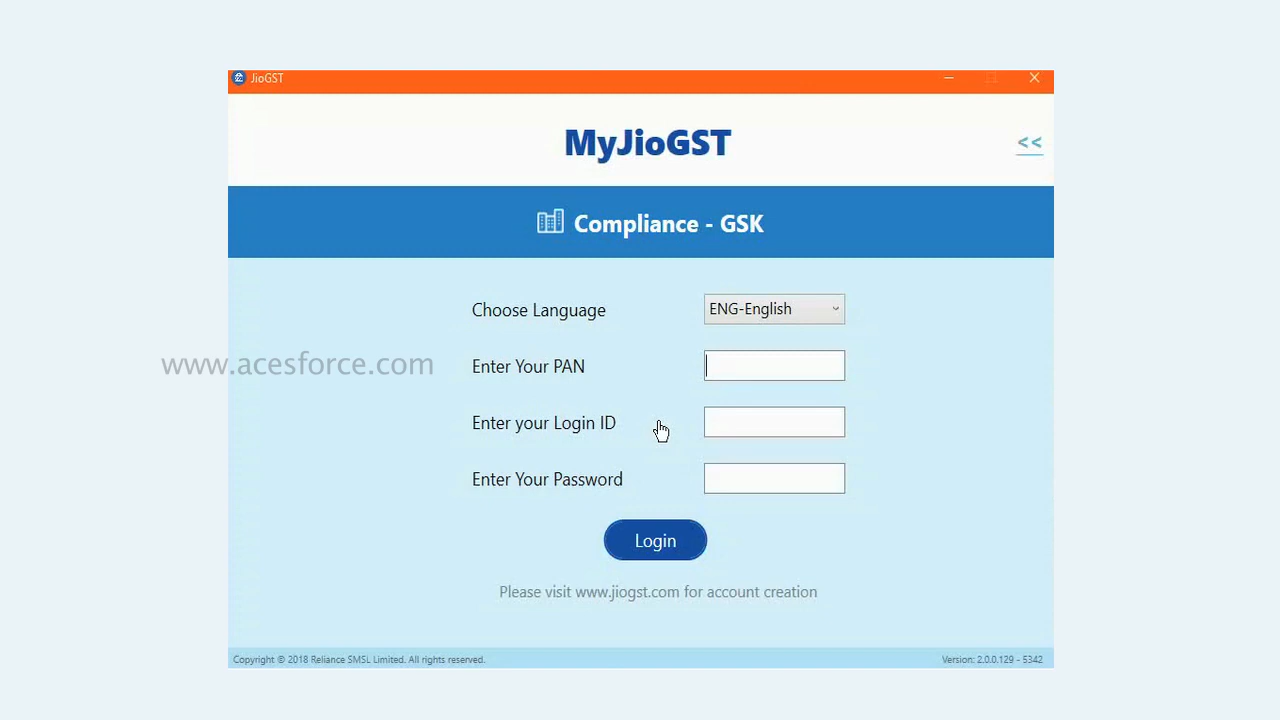 JioGST
MyJioGST
<<
Compliance - GSK
Choose Language ENG-English
www.acesforce.com
Enter Your PAN
Enter your Login ID
Enter Your Password
Login
Please visit www.jiogst.com for account creation
Copyright © 2018 Reliance SMSL Limited. All rights reserved. Version: 2.0.0.129 - 5342